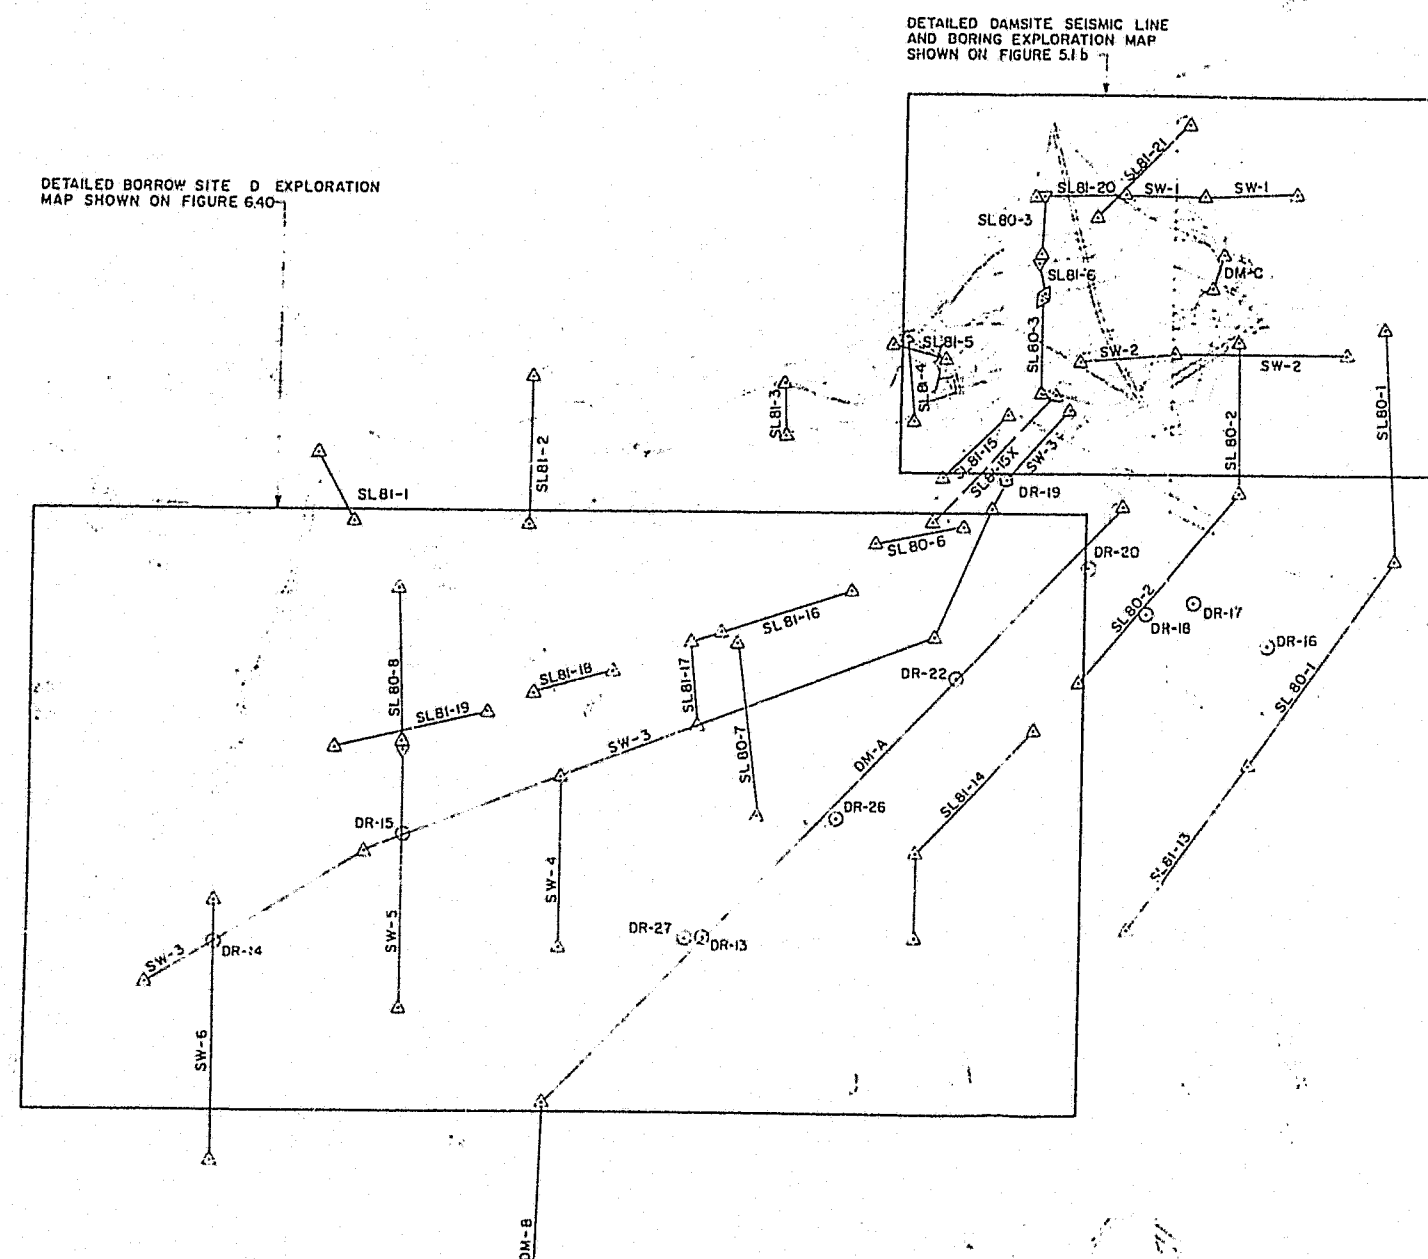 DETAILED DAMSITE SEISMIC LINE
AND BORING EXPLORATION MAP
SHOWN ON FIGURE 5.1b
DETAILED BORROW SITE D EXPLORATION
MAP SHOWN ON FIGURE 6.40
SL81-21
SL81-20
SW-1
SW-1
SL80-3
SL81-6
DM-C
SL80-3
SL81-5
SL81-4
SW-2
SW-2
SL81-3
SL80-1
SL80-2
SL81-2
SL81-1
SL81-15
SL81-15X
SW-3
DR-19
SL80-6
DR-20
SL80-2
DR-17
DR-18
DR-16
SL81-16
SL81-17
SL81-18
SL80-8
SL81-19
DR-22
SL80-1
SW-3
SL80-7
DM-A
SL81-14
DR-26
DR-15
SW-4
SL81-13
SW-5
DR-27
DR-13
SW-3
DR-14
SW-6
DM-B